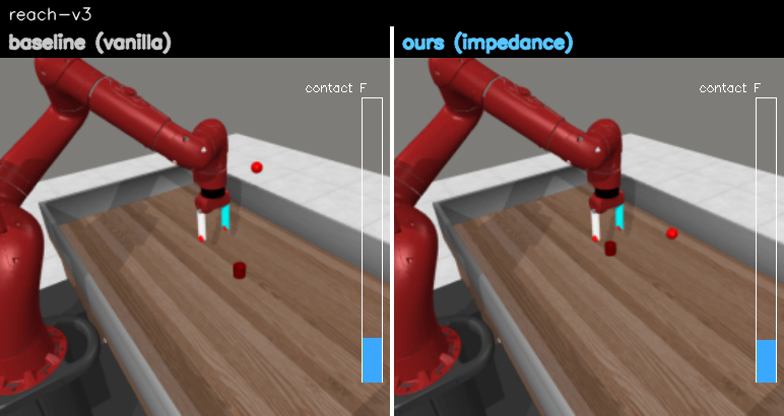 reach-v3
baseline (vanilla)
ours (impedance)
contact F
contact F